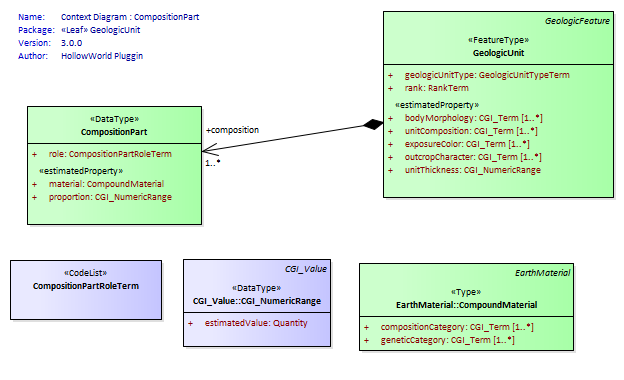 Name: Context Diagram : CompositionPart
Package: «Leaf» GeologicUnit
Version: 3.0.0
Author: HollowWorld Pluggin
GeologicFeature
«FeatureType»
GeologicUnit
+ geologicUnitType: GeologicUnitTypeTerm
+ rank: RankTerm
«estimatedProperty»
+ bodyMorphology: CGI_Term [1..*]
+ unitComposition: CGI_Term [1..*]
+ exposureColor: CGI_Term [1..*]
+ outcropCharacter: CGI_Term [1..*]
+ unitThickness: CGI_NumericRange
«DataType»
CompositionPart
+ role: CompositionPartRoleTerm
«estimatedProperty»
+ material: CompoundMaterial
+ proportion: CGI_NumericRange
+composition
1..*
«CodeList»
CompositionPartRoleTerm
CGI_Value
«DataType»
CGI_Value::CGI_NumericRange
+ estimatedValue: Quantity
EarthMaterial
«Type»
EarthMaterial::CompoundMaterial
+ compositionCategory: CGI_Term [1..*]
+ geneticCategory: CGI_Term [1..*]